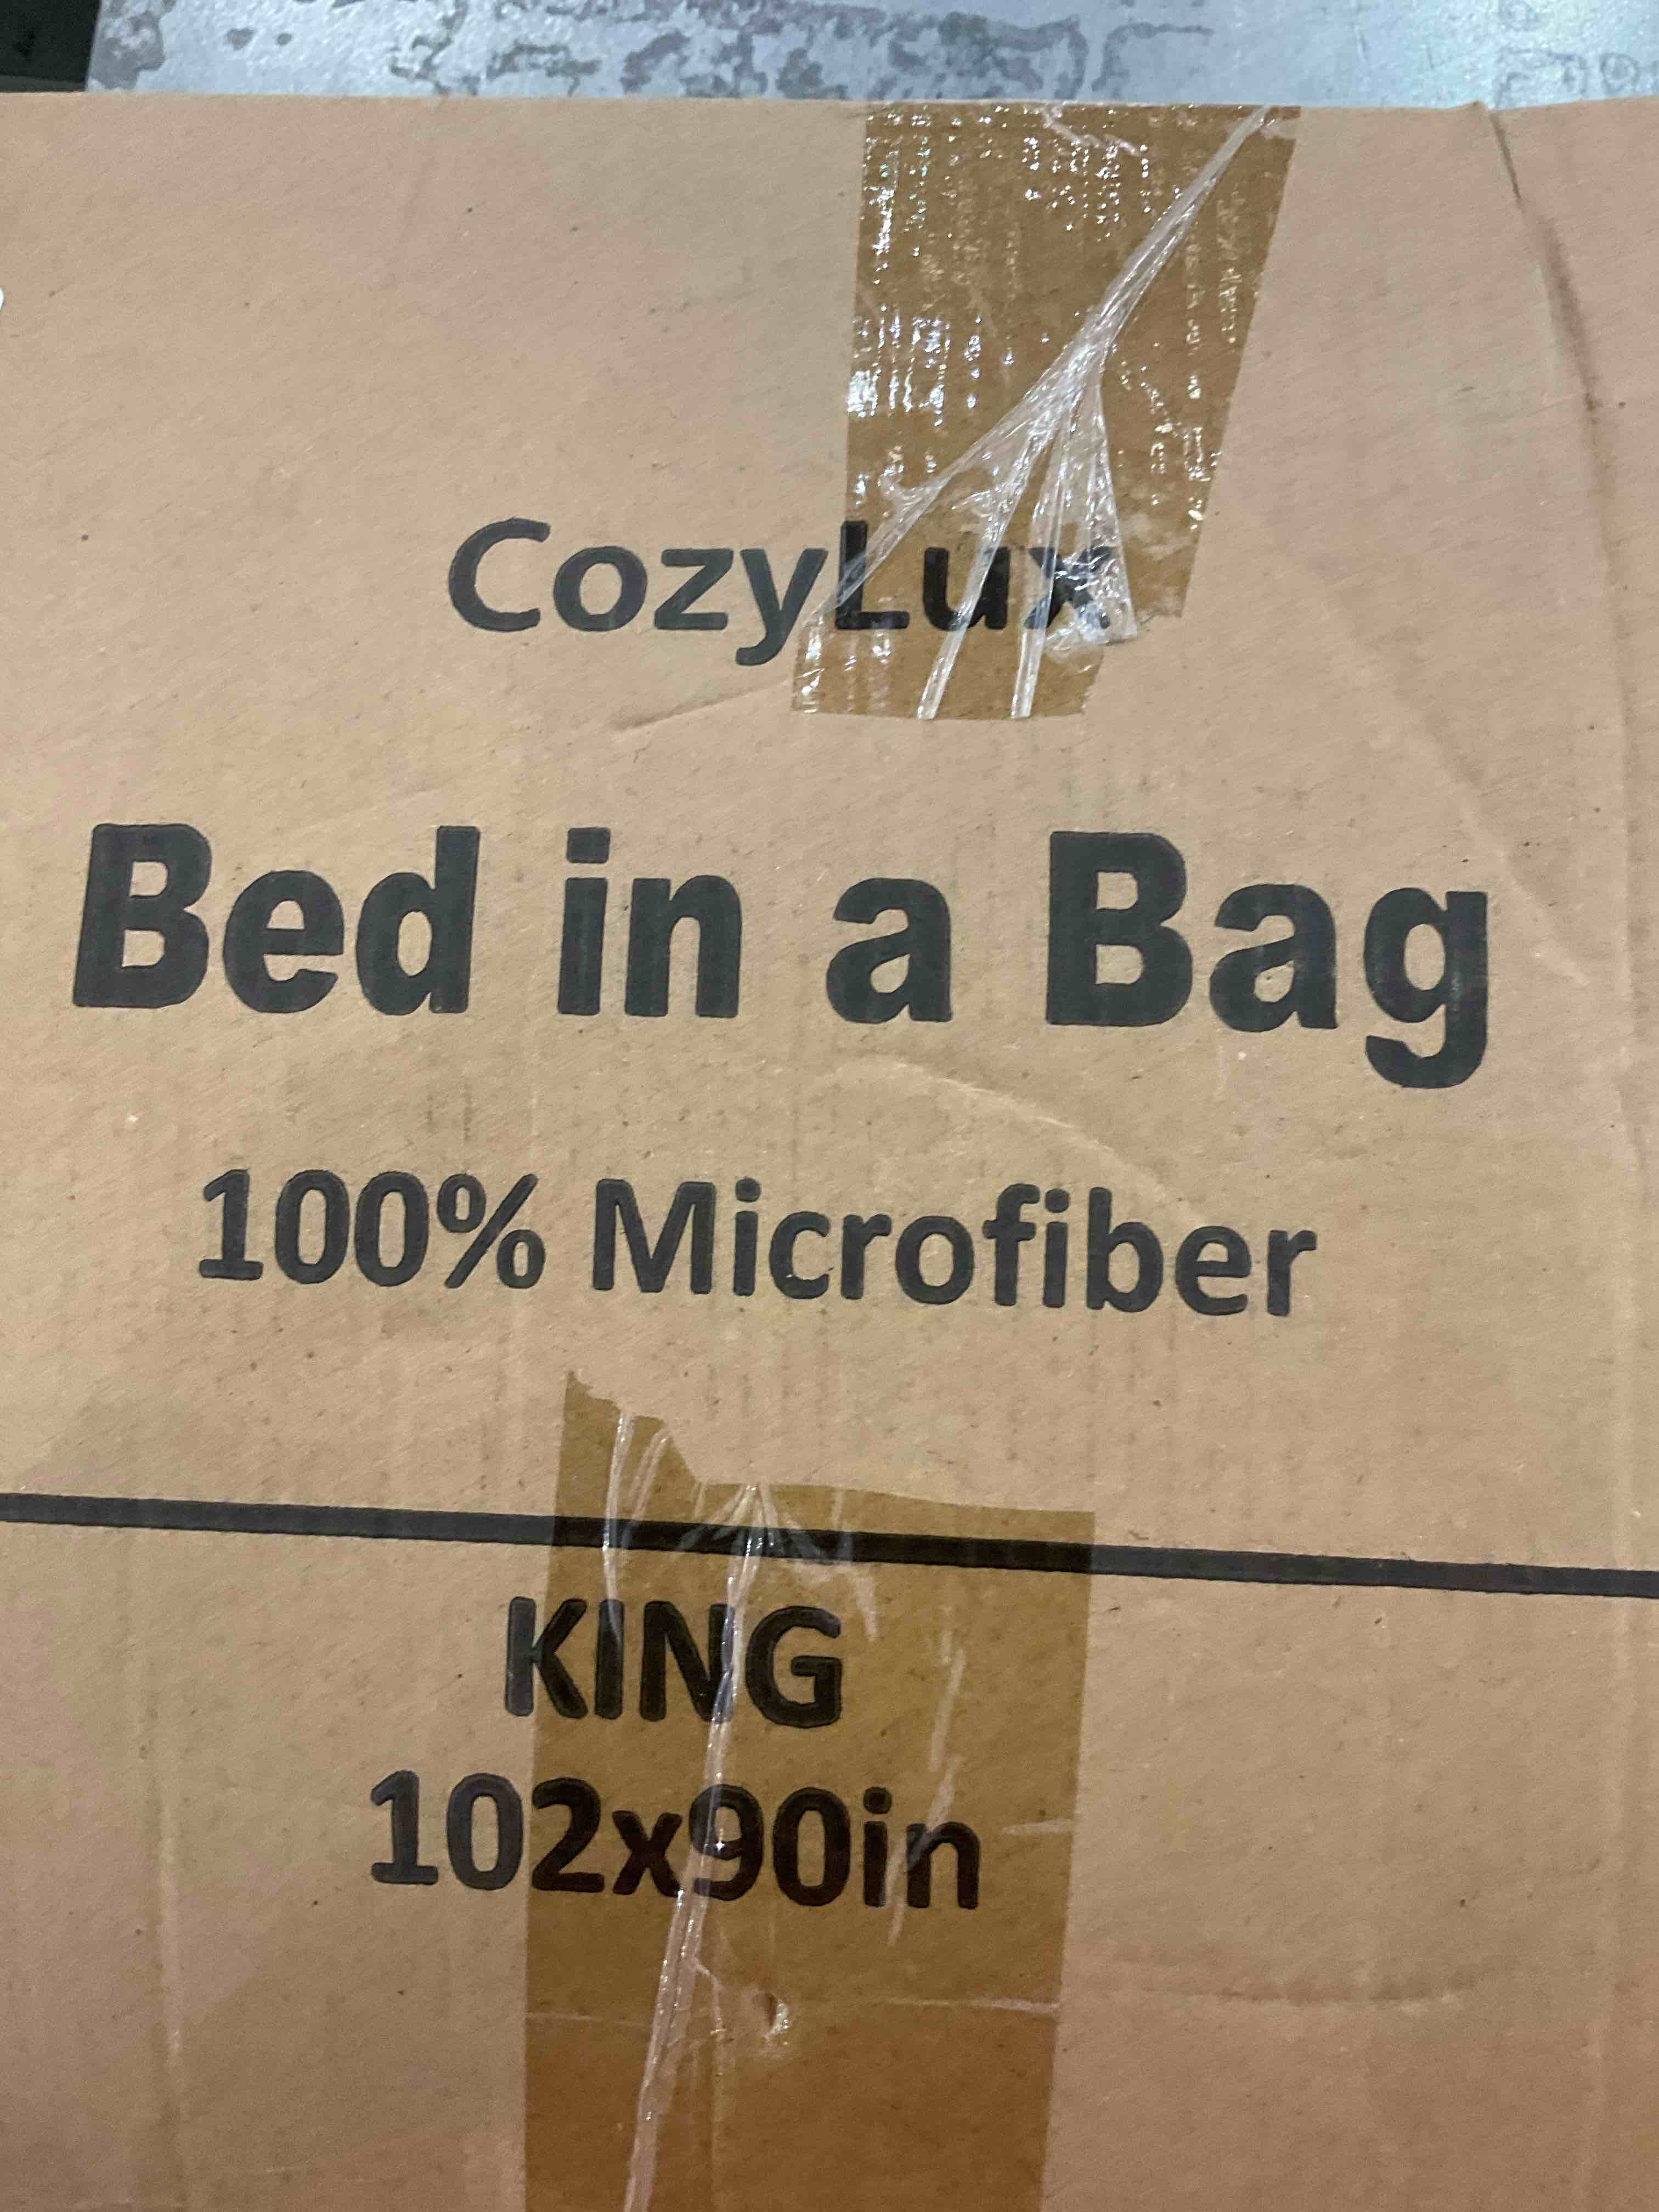 CozyLux
Bed in a Bag
100% Microfiber
KING
102x90in